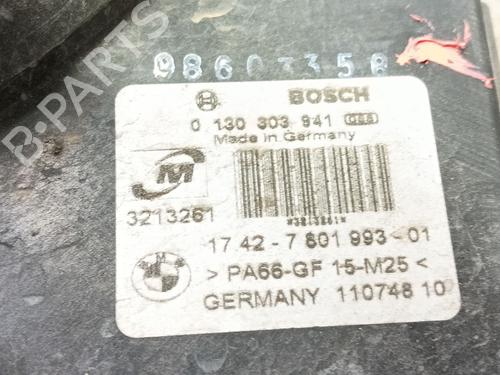 B-PARTS
98603358
BOSCH
0 130 303 941
Made in Germany
M
3213261
17 42 - 7 801 993 - 01
> PA66-GF 15-M25 <
GERMANY 110748 10